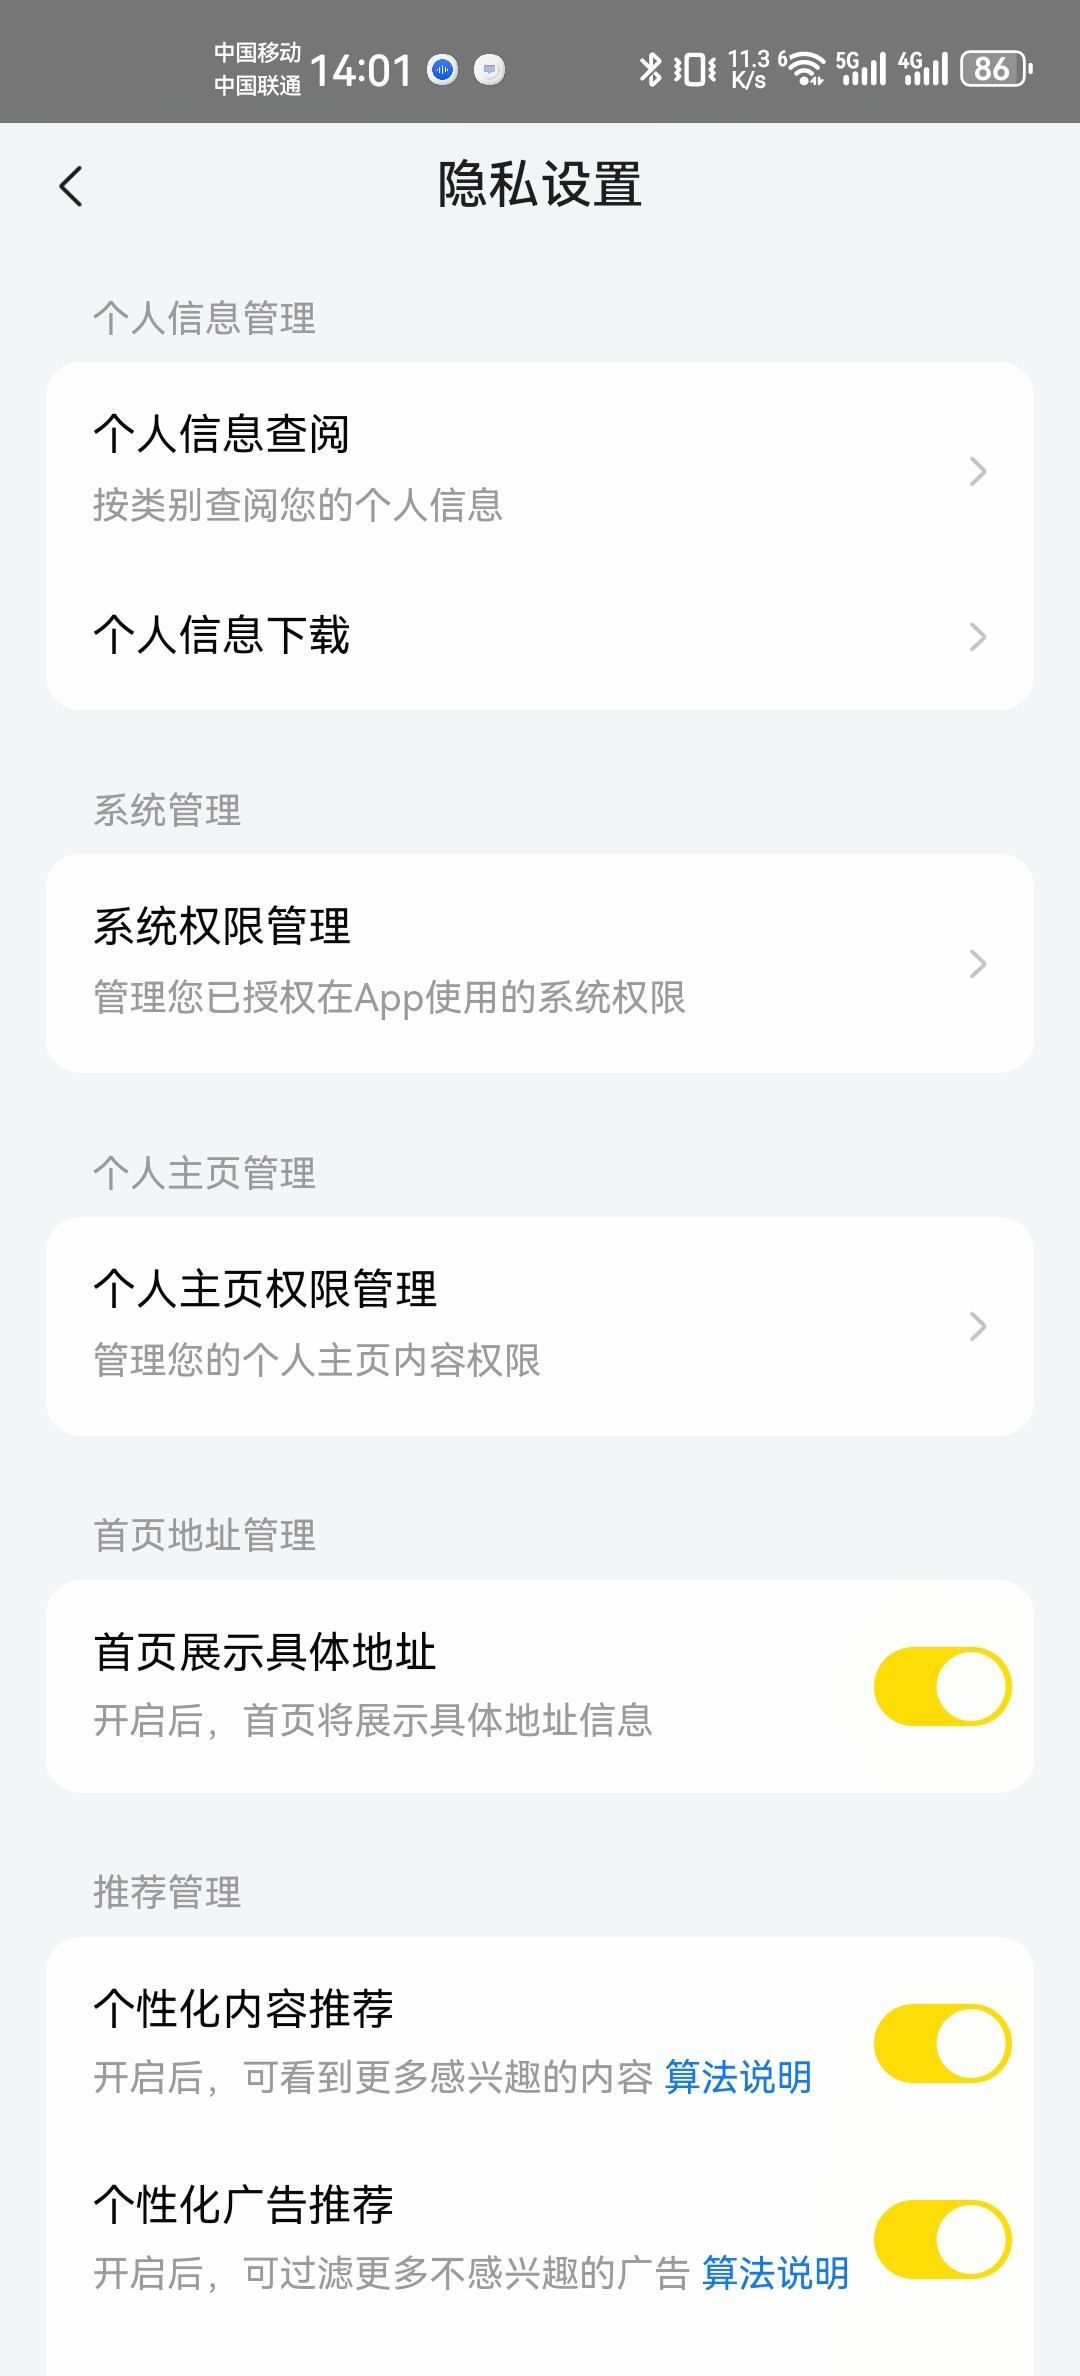 中国移动
中国联通
14:01
11.3
K/s
6
5G
4G
86
隐私设置
个人信息管理
个人信息查阅
按类别查阅您的个人信息
个人信息下载
系统管理
系统权限管理
管理您已授权在App使用的系统权限
个人主页管理
个人主页权限管理
管理您的个人主页内容权限
首页地址管理
首页展示具体地址
开启后，首页将展示具体地址信息
推荐管理
个性化内容推荐
开启后，可看到更多感兴趣的内容 算法说明
个性化广告推荐
开启后，可过滤更多不感兴趣的广告 算法说明